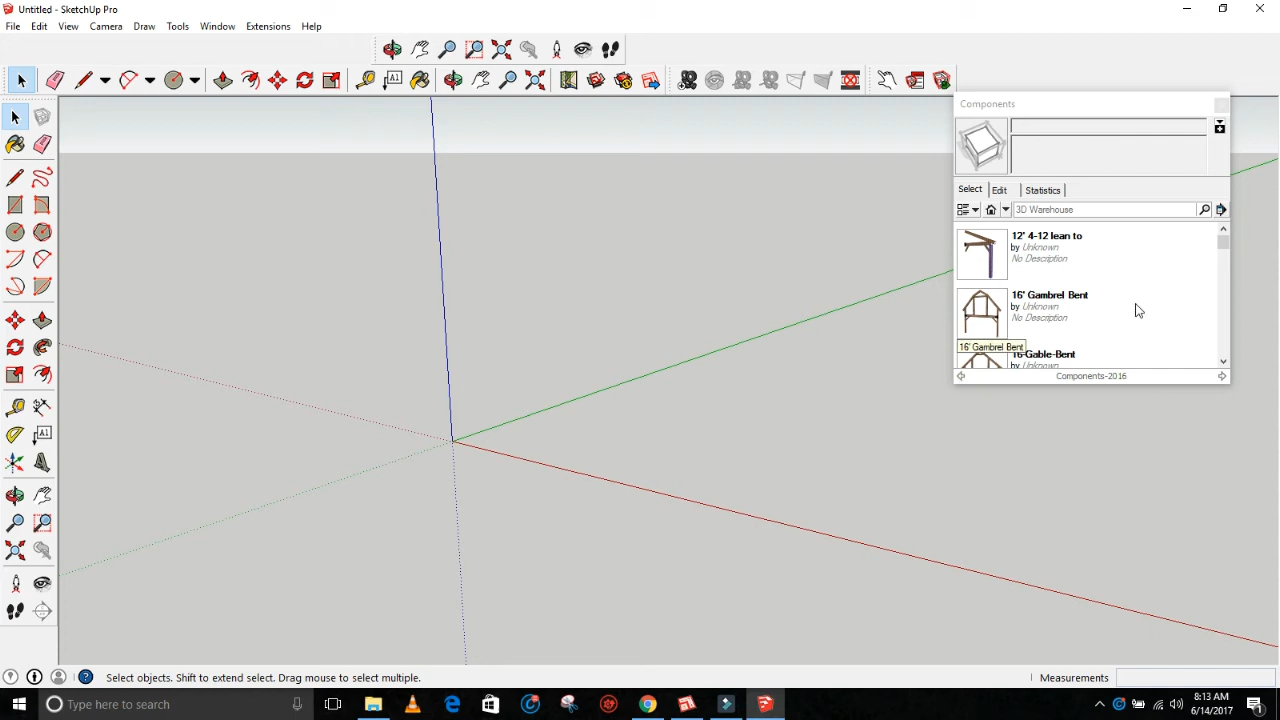 Untitled - SketchUp Pro
File Edit View Camera Draw Tools Window Extensions Help
A1
Components
Select Edit Statistics
3D Warehouse
12' 4-12 lean to
by Unknown
No Description
16' Gambrel Bent
by Unknown
No Description
16' Gambrel Bent
16-Gable-Bent
by Unknown
Components-2016
A1
Select objects. Shift to extend select. Drag mouse to select multiple.
Measurements
Type here to search
8:13 AM
6/14/2017